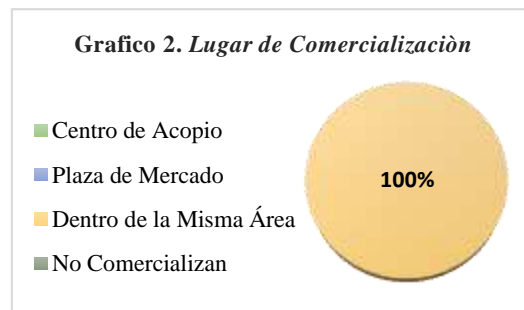 Grafico 2. Lugar de Comercializaciòn
Centro de Acopio
Plaza de Mercado
Dentro de la Misma Área
No Comercializan
100%